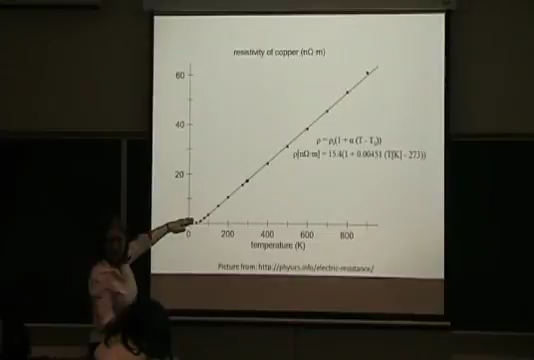 resistivity of copper (nΩ·m)
60
40
20
ρ = ρ₀(1 + α (T - T₀))
ρ[nΩ·m] = 15.4(1 + 0.00451 (T[K] - 273))
200
400
600
800
temperature (K)
Picture from: http://physics.info/electric-resistance/